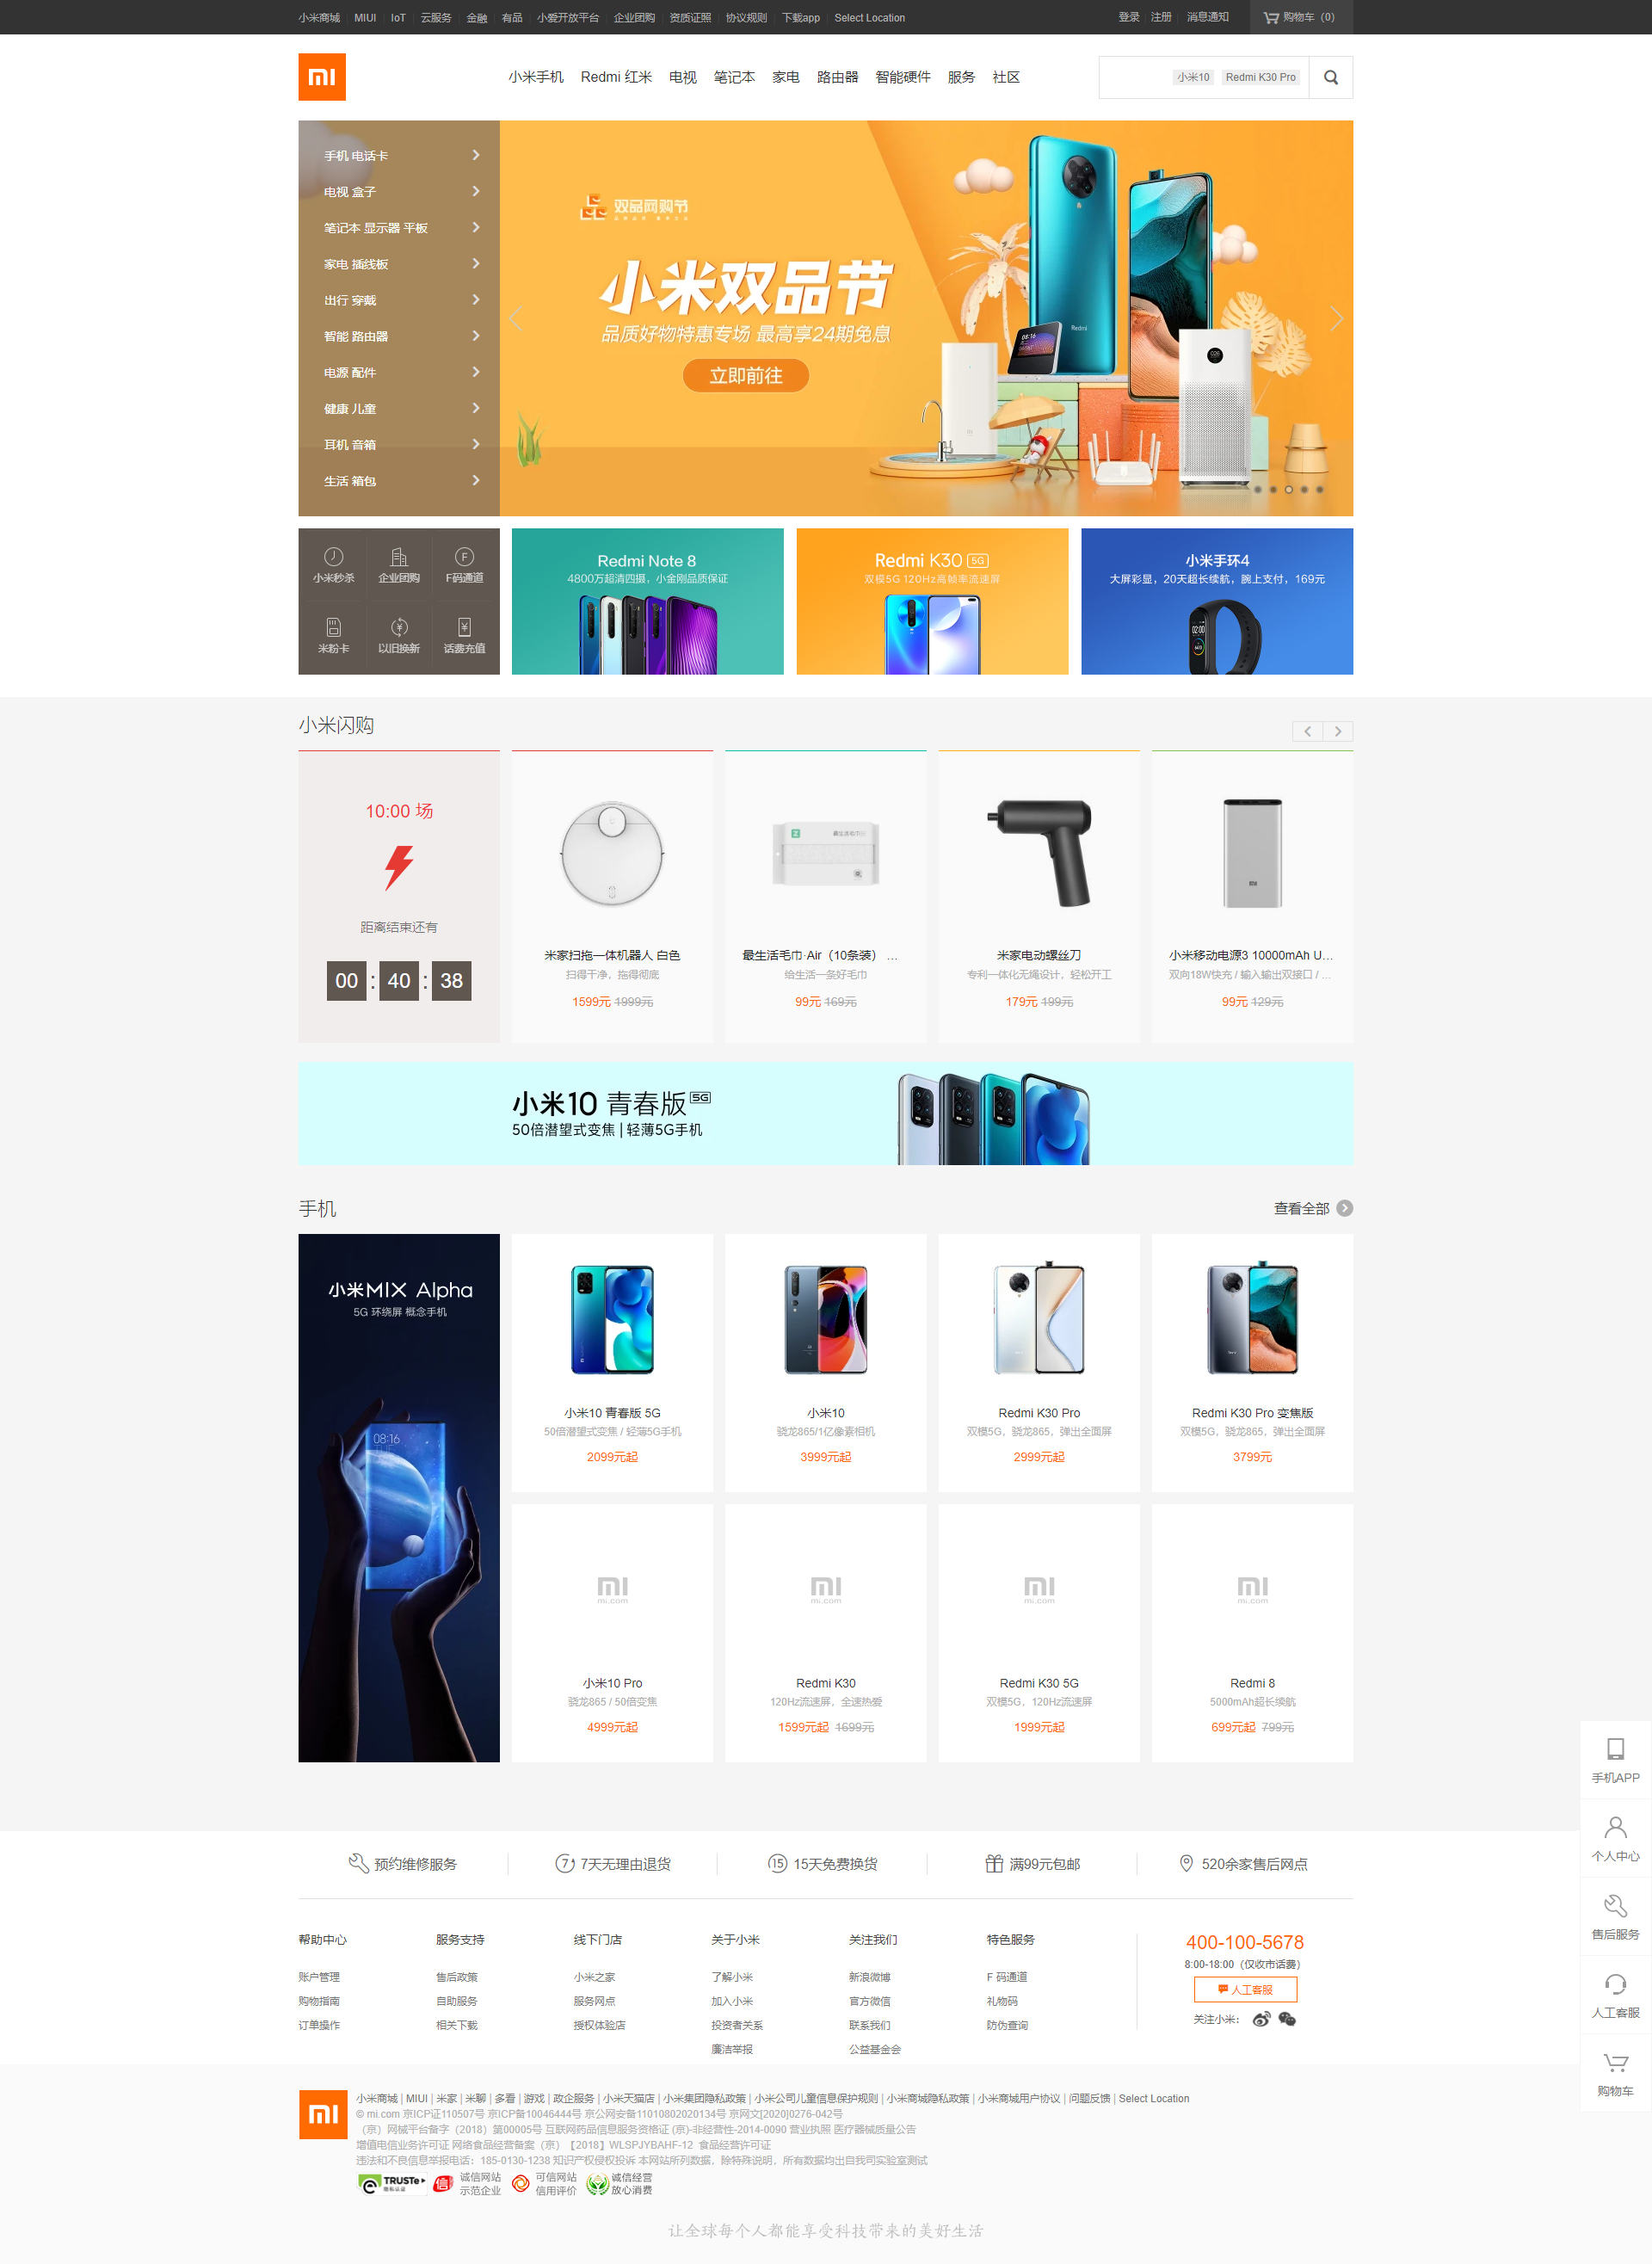 小米商城 MIUI IoT 云服务 金融 有品 小爱开放平台 企业团购 资质证照 协议规则 下载app Select Location 登录 注册 消息通知 购物车（0）
小米手机 Redmi 红米 电视 笔记本 家电 路由器 智能硬件 服务 社区 小米10 Redmi K30 Pro
手机 电话卡
电视 盒子
笔记本 显示器 平板
家电 插线板
出行 穿戴
智能 路由器
电源 配件
健康 儿童
耳机 音箱
生活 箱包
双品网购节
小米双品节
品质好物特惠专场 最高享24期免息
立即前往
Redmi
小米秒杀 企业团购 F码通道
米粉卡 以旧换新 话费充值
Redmi Note 8
4800万超清四摄，小金刚品质保证
Redmi K30 5G
双模5G 120Hz高帧率流速屏
小米手环4
大屏彩显，20天超长续航，腕上支付，169元
小米闪购
10:00 场
距离结束还有
00 : 40 : 38
米家扫拖一体机器人 白色
扫得干净，拖得彻底
1599元 1999元
最生活毛巾·Air（10条装） ...
给生活一条好毛巾
99元 169元
米家电动螺丝刀
专利一体化无绳设计，轻松开工
179元 199元
小米移动电源3 10000mAh U...
双向18W快充 / 输入输出双接口 / ...
99元 129元
小米10 青春版 5G
50倍潜望式变焦 | 轻薄5G手机
手机 查看全部
小米MIX Alpha
5G 环绕屏 概念手机
08:16
小米10 青春版 5G
50倍潜望式变焦 / 轻薄5G手机
2099元起
小米10
骁龙865/1亿像素相机
3999元起
Redmi K30 Pro
双模5G，骁龙865，弹出全面屏
2999元起
Redmi K30 Pro 变焦版
双模5G，骁龙865，弹出全面屏
3799元
mi.com
mi.com
mi.com
mi.com
小米10 Pro
骁龙865 / 50倍变焦
4999元起
Redmi K30
120Hz流速屏，全速热爱
1599元起 1699元
Redmi K30 5G
双模5G，120Hz流速屏
1999元起
Redmi 8
5000mAh超长续航
699元起 799元
手机APP
个人中心
售后服务
人工客服
购物车
预约维修服务 7天无理由退货 15天免费换货 满99元包邮 520余家售后网点
帮助中心
账户管理
购物指南
订单操作
服务支持
售后政策
自助服务
相关下载
线下门店
小米之家
服务网点
授权体验店
关于小米
了解小米
加入小米
投资者关系
廉洁举报
关注我们
新浪微博
官方微信
联系我们
公益基金会
特色服务
F 码通道
礼物码
防伪查询
400-100-5678
8:00-18:00（仅收市话费）
人工客服
关注小米：
小米商城 | MIUI | 米家 | 米聊 | 多看 | 游戏 | 政企服务 | 小米天猫店 | 小米集团隐私政策 | 小米公司儿童信息保护规则 | 小米商城隐私政策 | 小米商城用户协议 | 问题反馈 | Select Location
© mi.com 京ICP证110507号 京ICP备10046444号 京公网安备11010802020134号 京网文[2020]0276-042号
（京）网械平台备字（2018）第00005号 互联网药品信息服务资格证 (京)-非经营性-2014-0090 营业执照 医疗器械质量公告
增值电信业务许可证 网络食品经营备案（京）【2018】WLSPJYBAHF-12 食品经营许可证
违法和不良信息举报电话：185-0130-1238 知识产权侵权投诉 本网站所列数据，除特殊说明，所有数据均出自我司实验室测试
TRUSTe 隐私认证
诚信网站
示范企业
可信网站
信用评价
诚信经营
放心消费
让全球每个人都能享受科技带来的美好生活